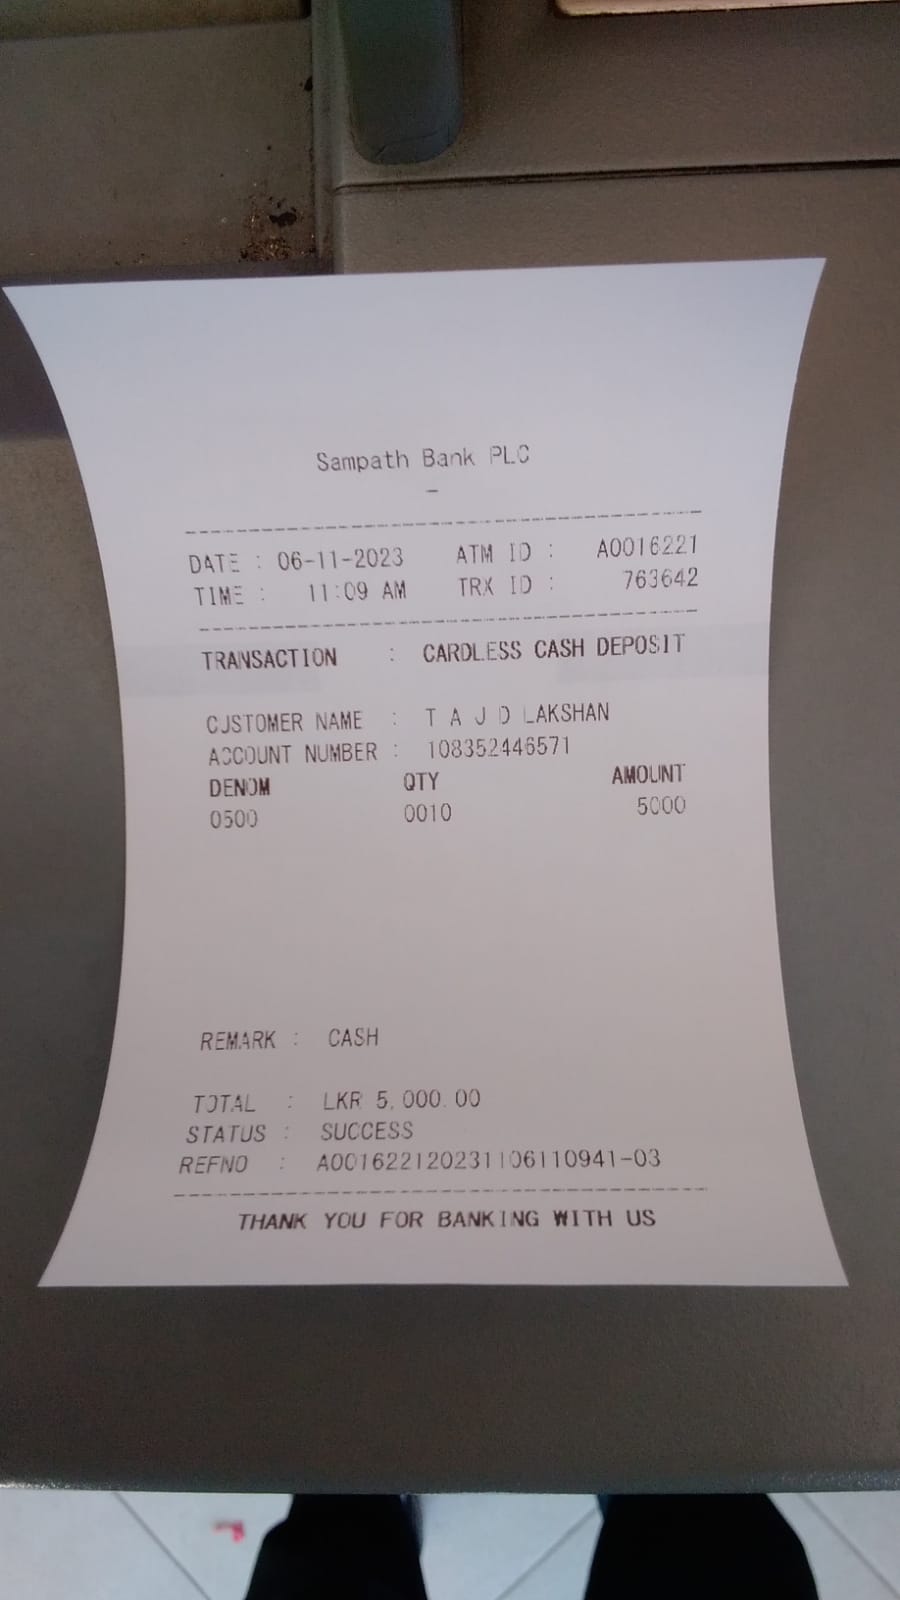 Sampath Bank PLC
-
DATE : 06-11-2023 ATM ID : A0016221
TIME : 11:09 AM TRX ID : 763642
TRANSACTION : CARDLESS CASH DEPOSIT
CUSTOMER NAME : T A J D LAKSHAN
ACCOUNT NUMBER : 108352446571
DENOM QTY AMOUNT
0500 0010 5000
REMARK : CASH
TOTAL : LKR 5,000.00
STATUS : SUCCESS
REFNO : A001622120231106110941-03
THANK YOU FOR BANKING WITH US